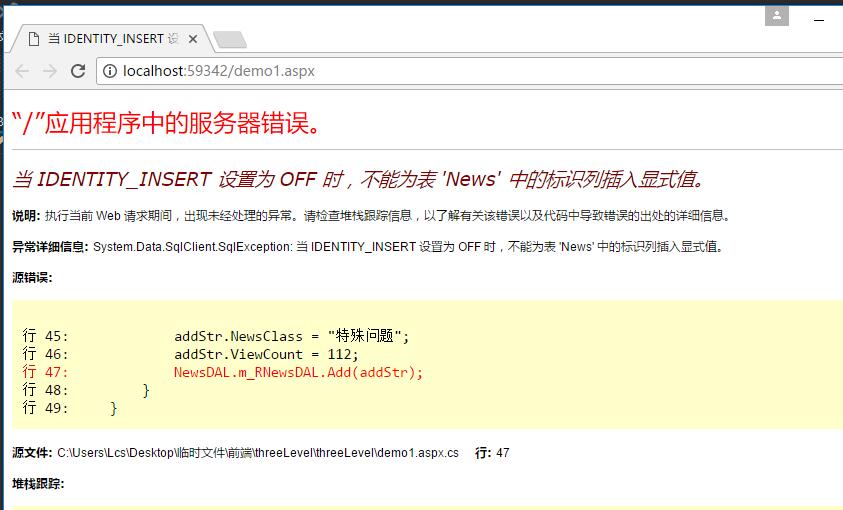 当 IDENTITY_INSERT 设
localhost:59342/demo1.aspx
“/”应用程序中的服务器错误。
当 IDENTITY_INSERT 设置为 OFF 时，不能为表 'News' 中的标识列插入显式值。
说明: 执行当前 Web 请求期间，出现未经处理的异常。请检查堆栈跟踪信息，以了解有关该错误以及代码中导致错误的出处的详细信息。
异常详细信息: System.Data.SqlClient.SqlException: 当 IDENTITY_INSERT 设置为 OFF 时，不能为表 'News' 中的标识列插入显式值。
源错误:
行 45:             addStr.NewsClass = "特殊问题";
行 46:             addStr.ViewCount = 112;
行 47:             NewsDAL.m_RNewsDAL.Add(addStr);
行 48:         }
行 49:     }
源文件: C:\Users\Lcs\Desktop\临时文件\前端\threeLevel\threeLevel\demo1.aspx.cs    行: 47
堆栈跟踪: